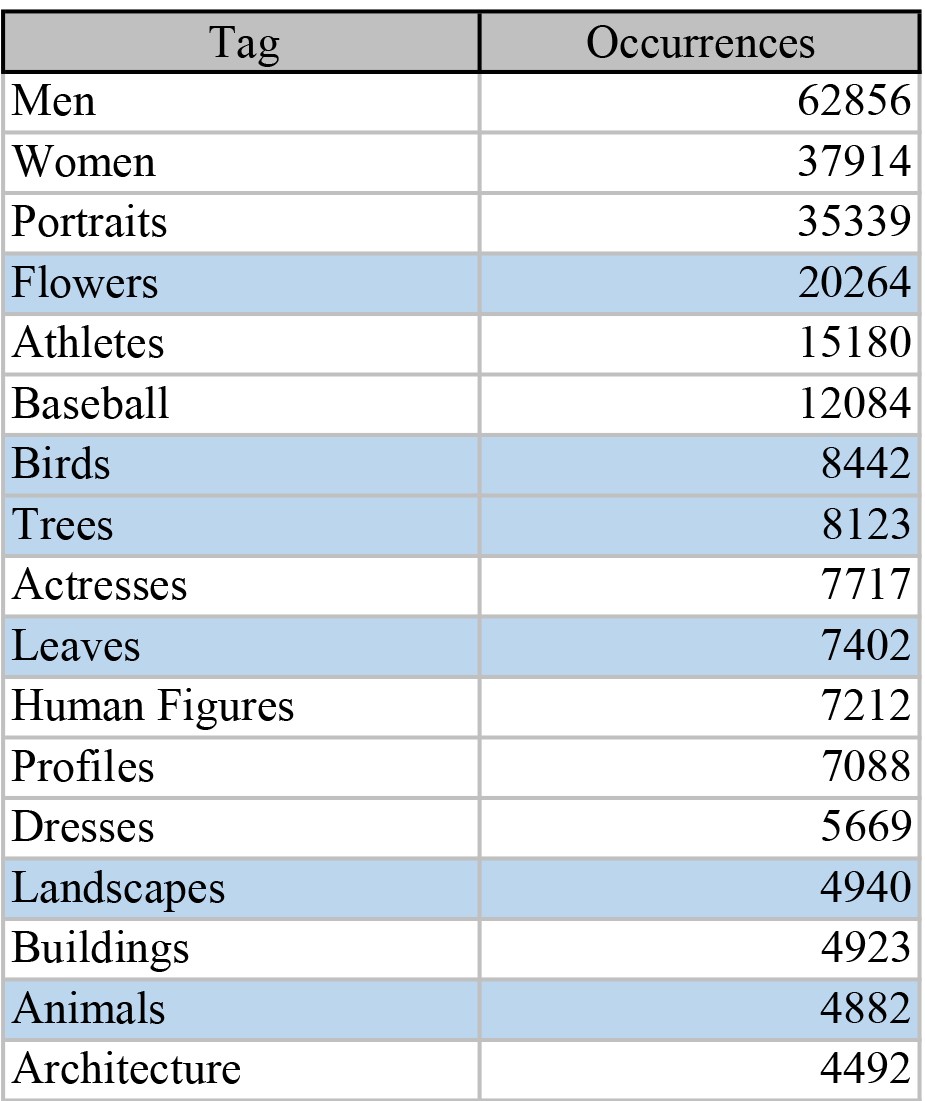 Tag Occurrences
Men 62856
Women 37914
Portraits 35339
Flowers 20264
Athletes 15180
Baseball 12084
Birds 8442
Trees 8123
Actresses 7717
Leaves 7402
Human Figures 7212
Profiles 7088
Dresses 5669
Landscapes 4940
Buildings 4923
Animals 4882
Architecture 4492